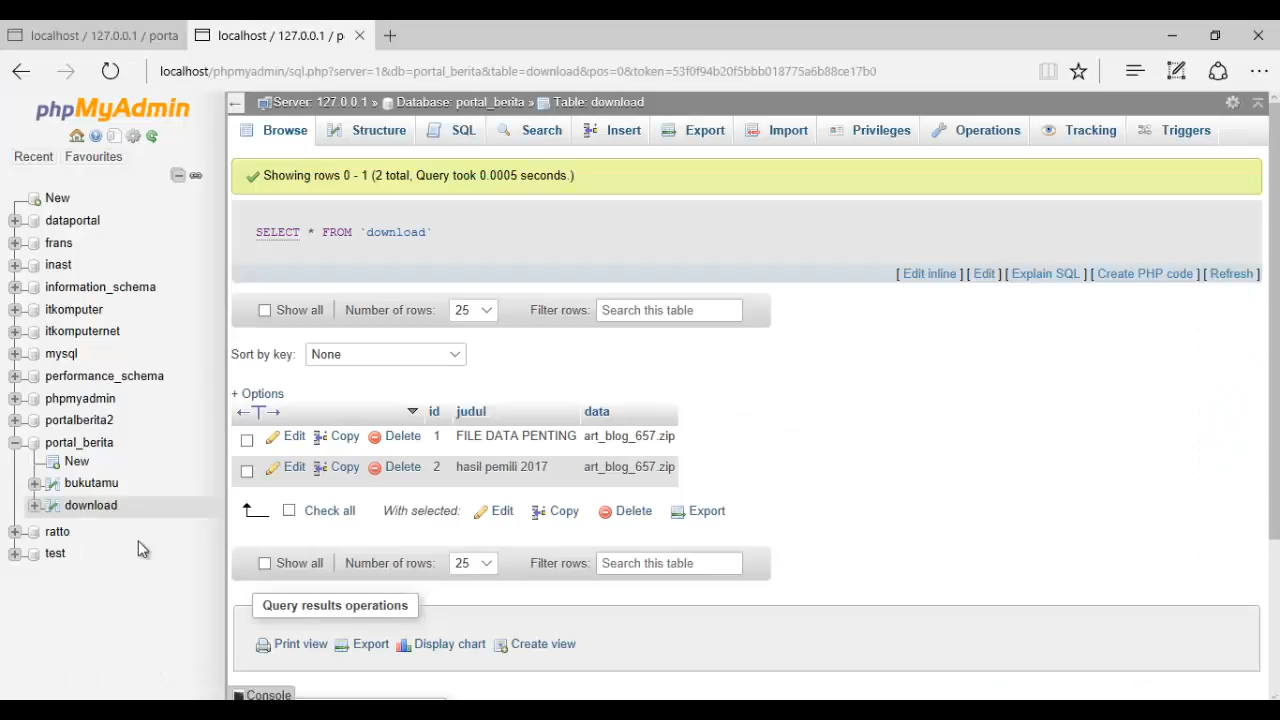 localhost / 127.0.0.1 / porta
localhost / 127.0.0.1 / p
localhost/phpmyadmin/sql.php?server=1&db=portal_berita&table=download&pos=0&token=53f0f94b20f5bbb018775a6b88ce17b0
phpMyAdmin
Recent Favourites
New
dataportal
frans
inast
information_schema
itkomputer
itkomputernet
mysql
performance_schema
phpmyadmin
portalberita2
portal_berita
New
bukutamu
download
ratto
test
Server: 127.0.0.1 » Database: portal_berita » Table: download
Browse Structure SQL Search Insert Export Import Privileges Operations Tracking Triggers
Showing rows 0 - 1 (2 total, Query took 0.0005 seconds.)
SELECT * FROM `download`
[ Edit inline ] [ Edit ] [ Explain SQL ] [ Create PHP code ] [ Refresh ]
Show all Number of rows: 25 Filter rows: Search this table
Sort by key: None
+ Options
←T→ id judul data
Edit Copy Delete 1 FILE DATA PENTING art_blog_657.zip
Edit Copy Delete 2 hasil pemili 2017 art_blog_657.zip
Check all With selected: Edit Copy Delete Export
Show all Number of rows: 25 Filter rows: Search this table
Query results operations
Print view Export Display chart Create view
Console